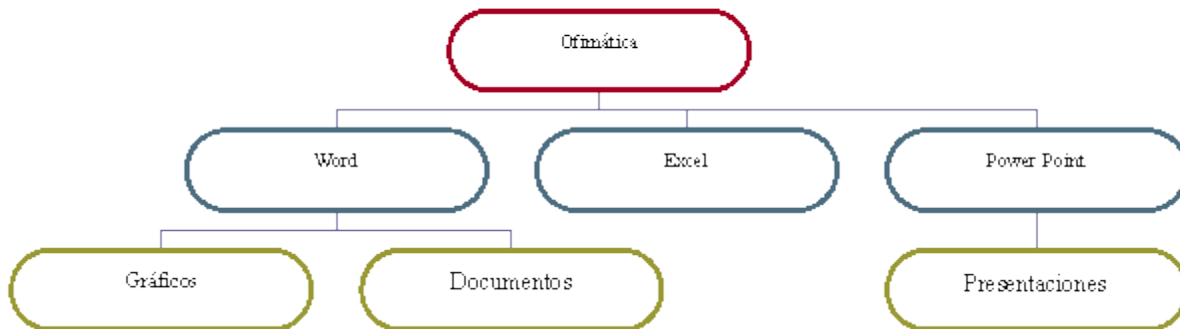 Ofimática
Word
Excel
Power Point
Gráficos
Documentos
Presentaciones